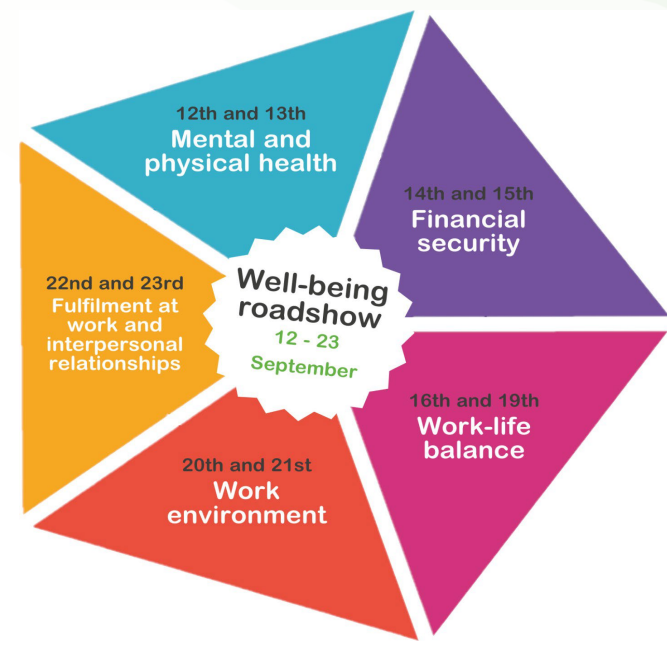 Well-being
roadshow
12 - 23
September
12th and 13th
Mental and
physical health
14th and 15th
Financial
security
16th and 19th
Work-life
balance
20th and 21st
Work
environment
22nd and 23rd
Fulfilment at
work and
interpersonal
relationships